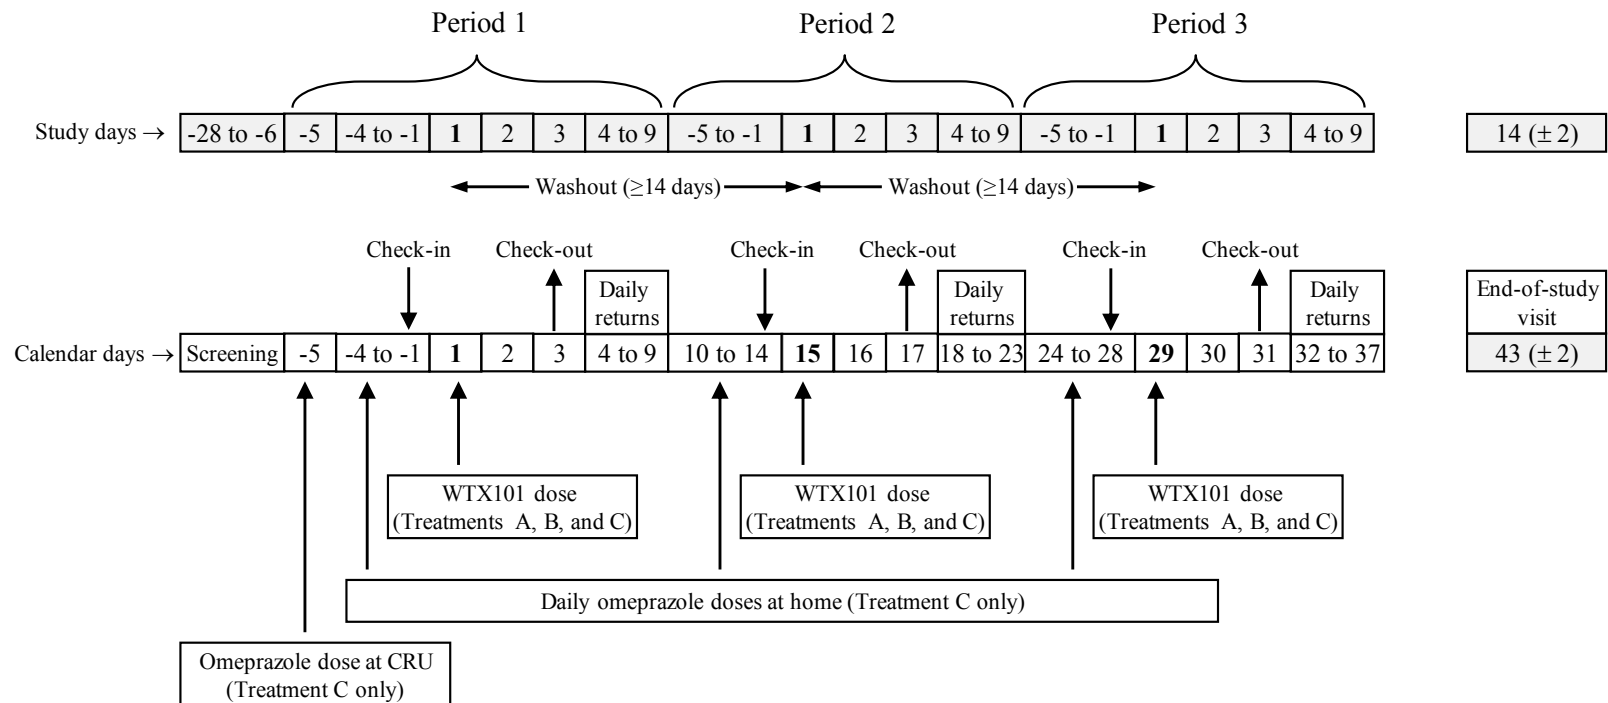 Period 1 Period 2 Period 3
Study days → -28 to -6 -5 -4 to -1 1 2 3 4 to 9 -5 to -1 1 2 3 4 to 9 -5 to -1 1 2 3 4 to 9 14 (± 2)
Washout (≥14 days) Washout (≥14 days)
Check-in Check-out Check-in Check-out Check-in Check-out
Daily Daily Daily End-of-study
returns returns returns visit
Calendar days → Screening -5 -4 to -1 1 2 3 4 to 9 10 to 14 15 16 17 18 to 23 24 to 28 29 30 31 32 to 37 43 (± 2)
WTX101 dose WTX101 dose WTX101 dose
(Treatments A, B, and C) (Treatments A, B, and C) (Treatments A, B, and C)
Daily omeprazole doses at home (Treatment C only)
Omeprazole dose at CRU
(Treatment C only)